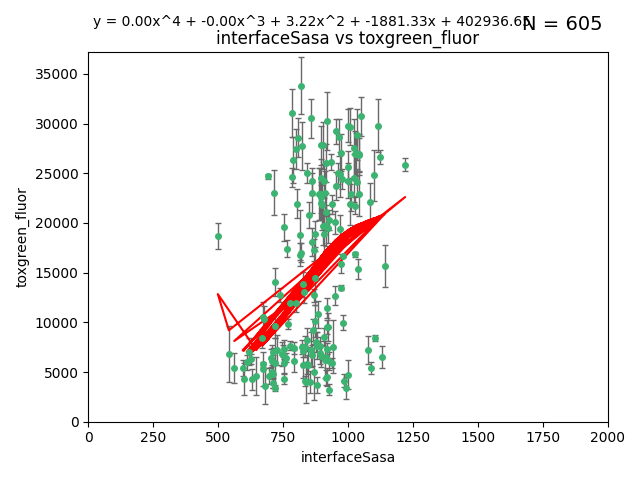 y = 0.00x^4 + -0.00x^3 + 3.22x^2 + -1881.33x + 402936.65
N = 605
interfaceSasa vs toxgreen_fluor
35000
30000
25000
20000
15000
10000
5000
0
toxgreen_fluor
0 250 500 750 1000 1250 1500 1750 2000
interfaceSasa